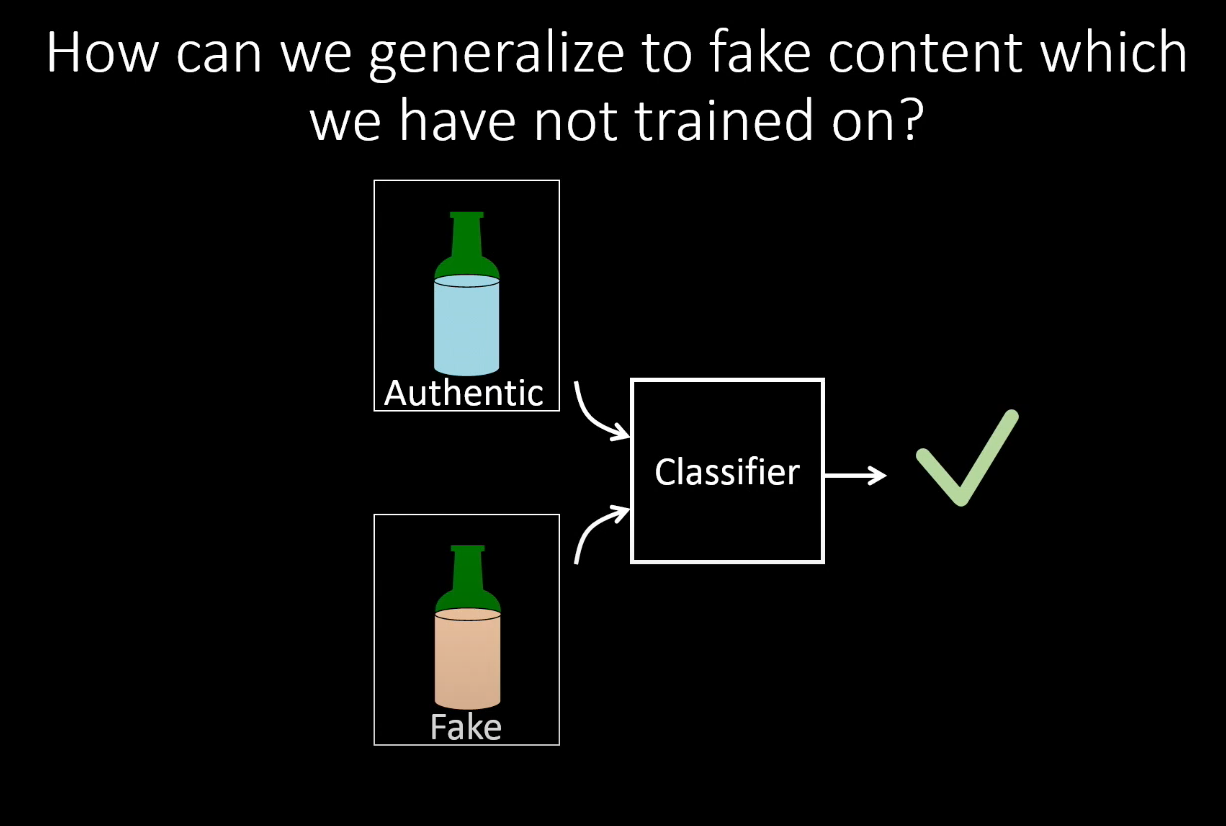 How can we generalize to fake content which
we have not trained on?
Authentic
Classifier
Fake